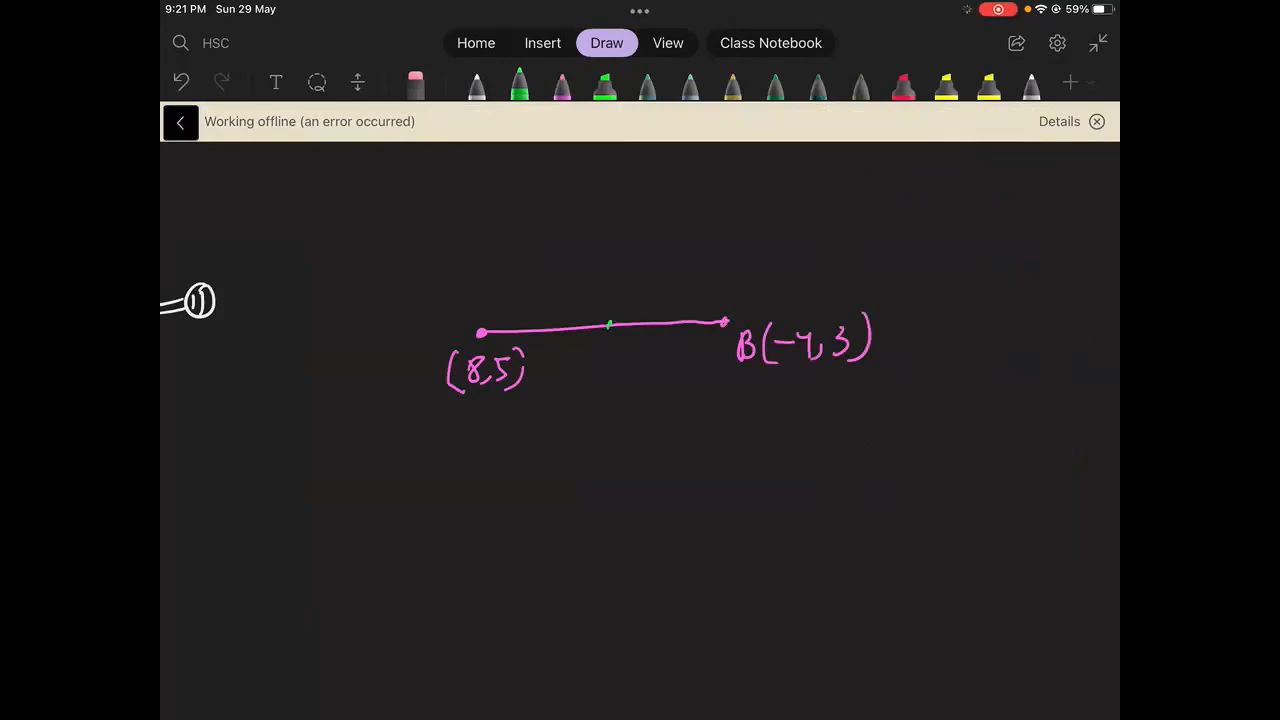 9:21 PM Sun 29 May
59%
HSC
Home Insert Draw View Class Notebook
T
Working offline (an error occurred)
Details
(8,5)
B(-4,3)